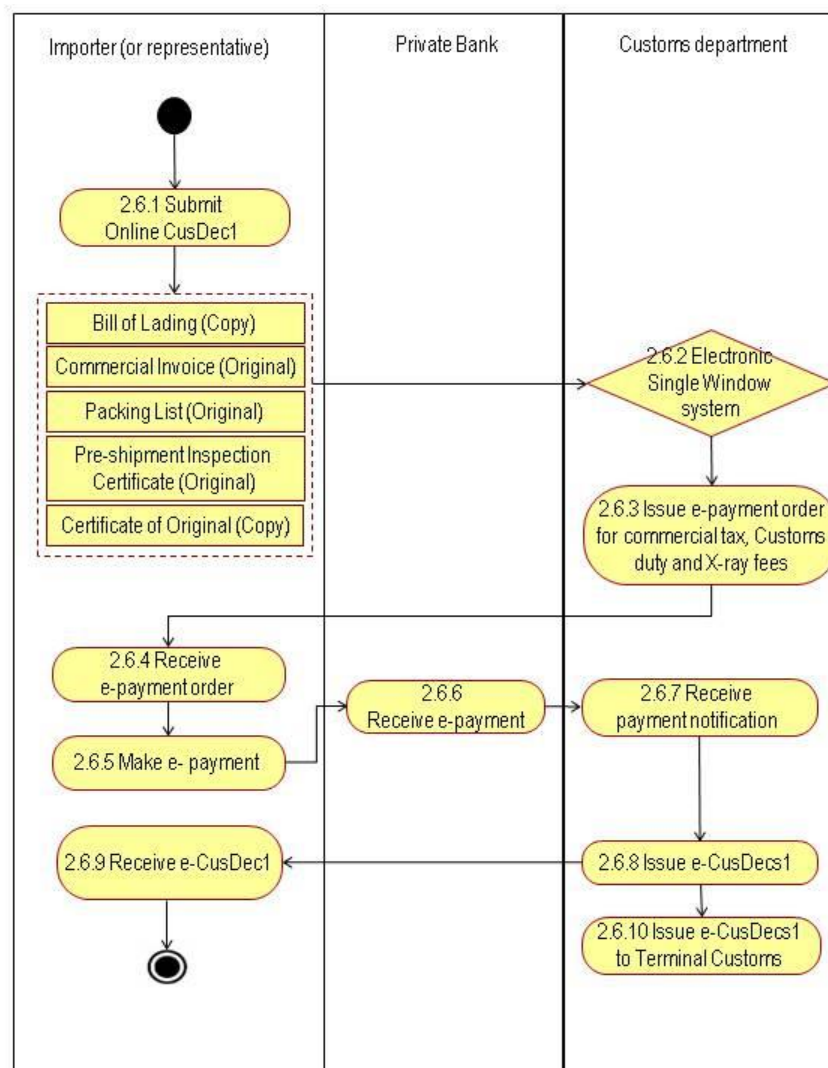 Importer (or representative)
Private Bank
Customs department
2.6.1 Submit
Online CusDec1
Bill of Lading (Copy)
Commercial Invoice (Original)
Packing List (Original)
Pre-shipment Inspection
Certificate (Original)
Certificate of Original (Copy)
2.6.2 Electronic
Single Window
system
2.6.3 Issue e-payment order
for commercial tax, Customs
duty and X-ray fees
2.6.4 Receive
e-payment order
2.6.5 Make e- payment
2.6.6
Receive e-payment
2.6.7 Receive
payment notification
2.6.8 Issue e-CusDecs1
2.6.9 Receive e-CusDec1
2.6.10 Issue e-CusDecs1
to Terminal Customs